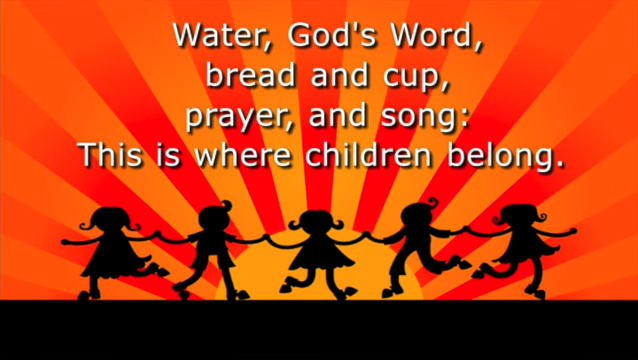 Water, God's Word,
bread and cup,
prayer, and song:
This is where children belong.